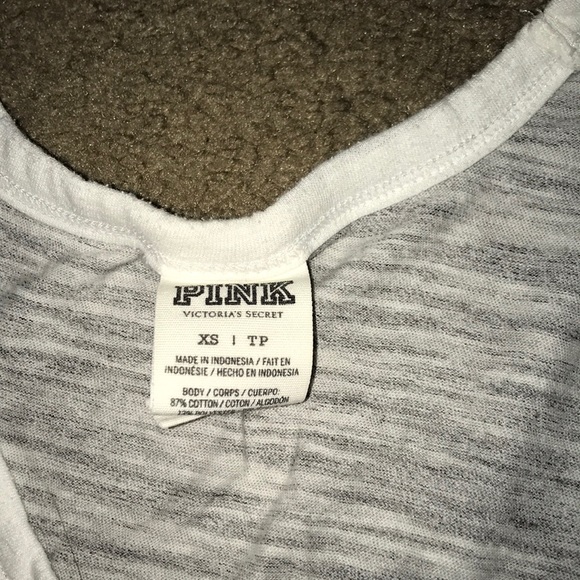 PINK
VICTORIA'S SECRET
XS | TP
MADE IN INDONESIA / FAIT EN
INDONÉSIE / HECHO EN INDONESIA
BODY / CORPS / CUERPO:
87% COTTON / COTON / ALGODÓN